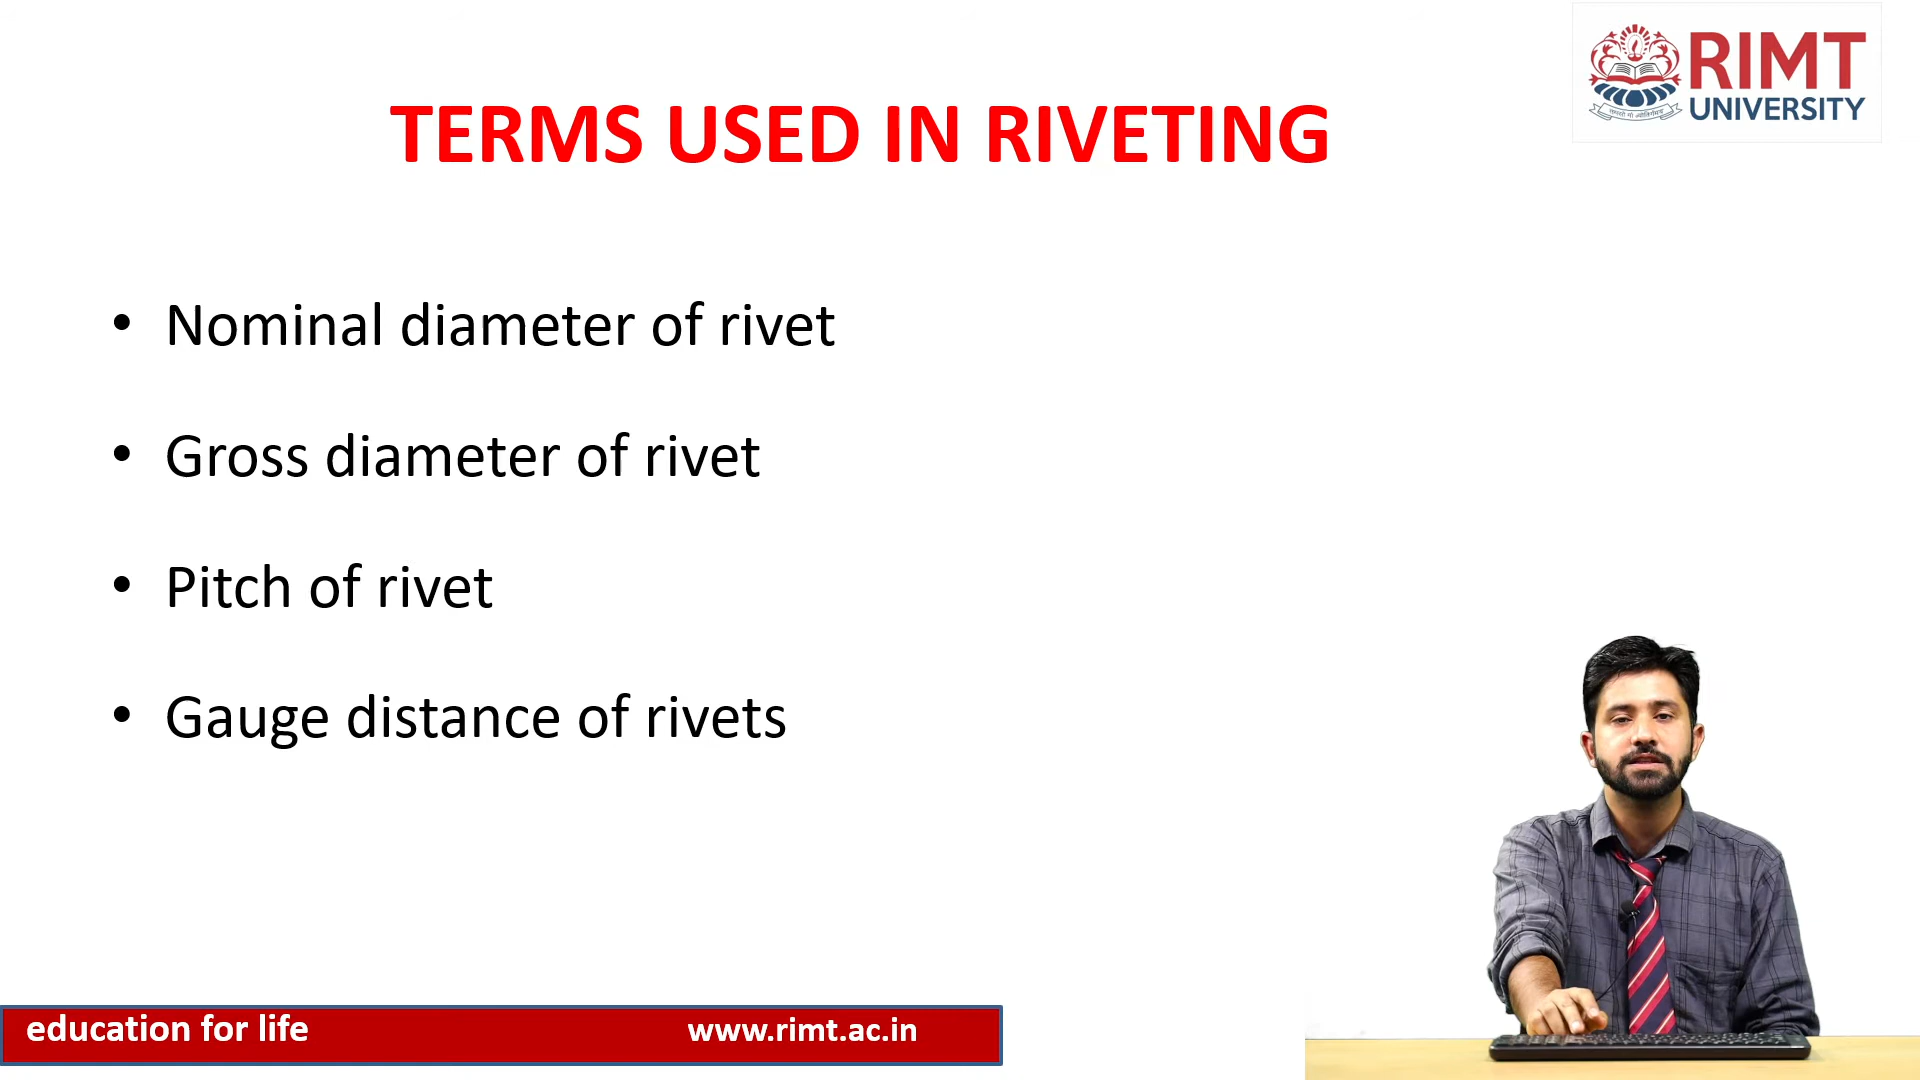 RIMT
UNIVERSITY
TERMS USED IN RIVETING
• Nominal diameter of rivet
• Gross diameter of rivet
• Pitch of rivet
• Gauge distance of rivets
education for life
www.rimt.ac.in